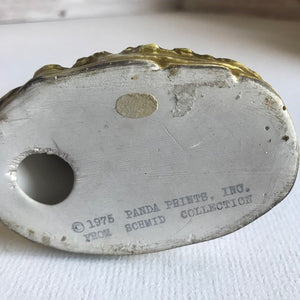 © 1975 PANDA PRINTS, INC.
FROM SCHMID COLLECTION